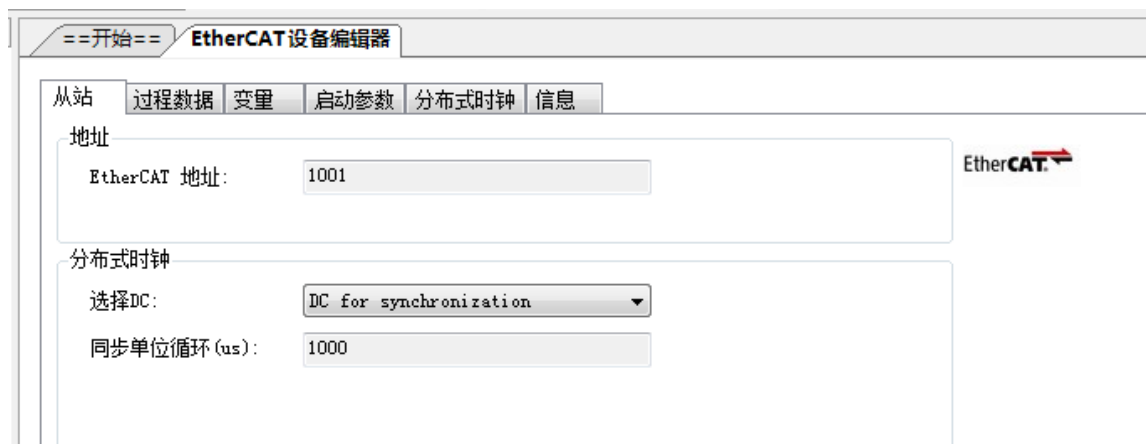 ==开始== EtherCAT设备编辑器
从站 过程数据 变量 启动参数 分布式时钟 信息
地址
EtherCAT 地址: 1001
EtherCAT.
分布式时钟
选择DC: DC for synchronization
同步单位循环(us): 1000